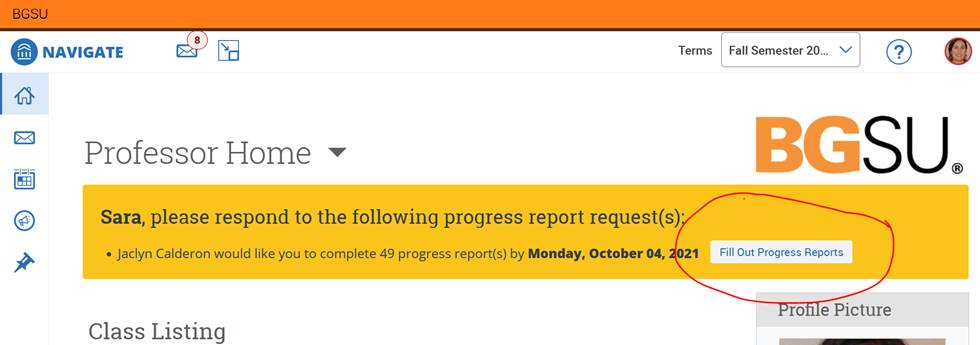 BGSU
NAVIGATE
8
Terms
Fall Semester 20...
?
Professor Home
BGSU®
Sara, please respond to the following progress report request(s):
• Jaclyn Calderon would like you to complete 49 progress report(s) by Monday, October 04, 2021
Fill Out Progress Reports
Class Listing
Profile Picture